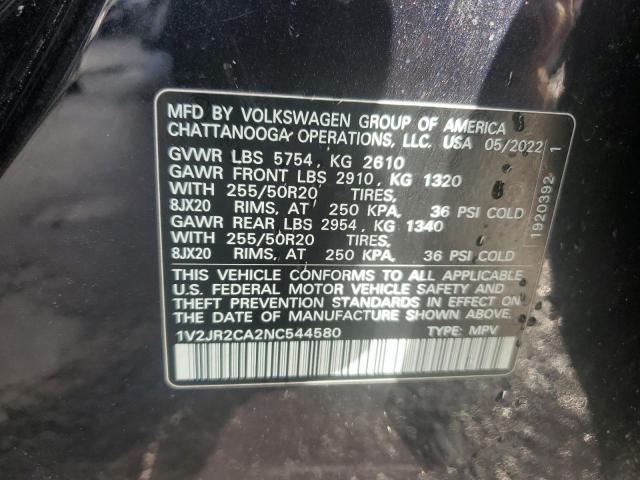 MFD BY VOLKSWAGEN GROUP OF AMERICA
CHATTANOOGA OPERATIONS, LLC. USA 05/2022
GVWR LBS 5754, KG 2610
GAWR FRONT LBS 2910, KG 1320
WITH 255/50R20 TIRES,
8JX20 RIMS, AT 250 KPA, 36 PSI COLD
GAWR REAR LBS 2954, KG 1340
WITH 255/50R20 TIRES,
8JX20 RIMS, AT 250 KPA, 36 PSI COLD
THIS VEHICLE CONFORMS TO ALL APPLICABLE
U.S. FEDERAL MOTOR VEHICLE SAFETY AND
THEFT PREVENTION STANDARDS IN EFFECT ON
THE DATE OF MANUFACTURE SHOWN ABOVE.
1V2JR2CA2NC544580 TYPE: MPV
1920392 1